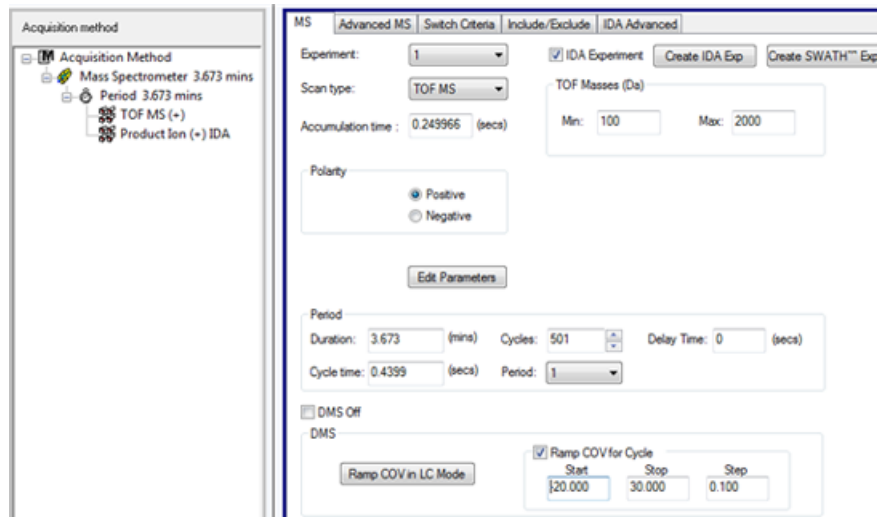 Acquisition method
Acquisition Method
Mass Spectrometer 3.673 mins
Period 3.673 mins
TOF MS (+)
Product Ion (+) IDA
MS Advanced MS Switch Criteria Include/Exclude IDA Advanced
Experiment: 1 IDA Experiment Create IDA Exp Create SWATH™ Exp
Scan type: TOF MS TOF Masses (Da)
Accumulation time : 0.249966 (secs) Min: 100 Max: 2000
Polarity
Positive
Negative
Edit Parameters
Period
Duration: 3.673 (mins) Cycles: 501 Delay Time: 0 (secs)
Cycle time: 0.4399 (secs) Period: 1
DMS Off
DMS
Ramp COV for Cycle
Ramp COV in LC Mode Start Stop Step
-20.000 30.000 0.100